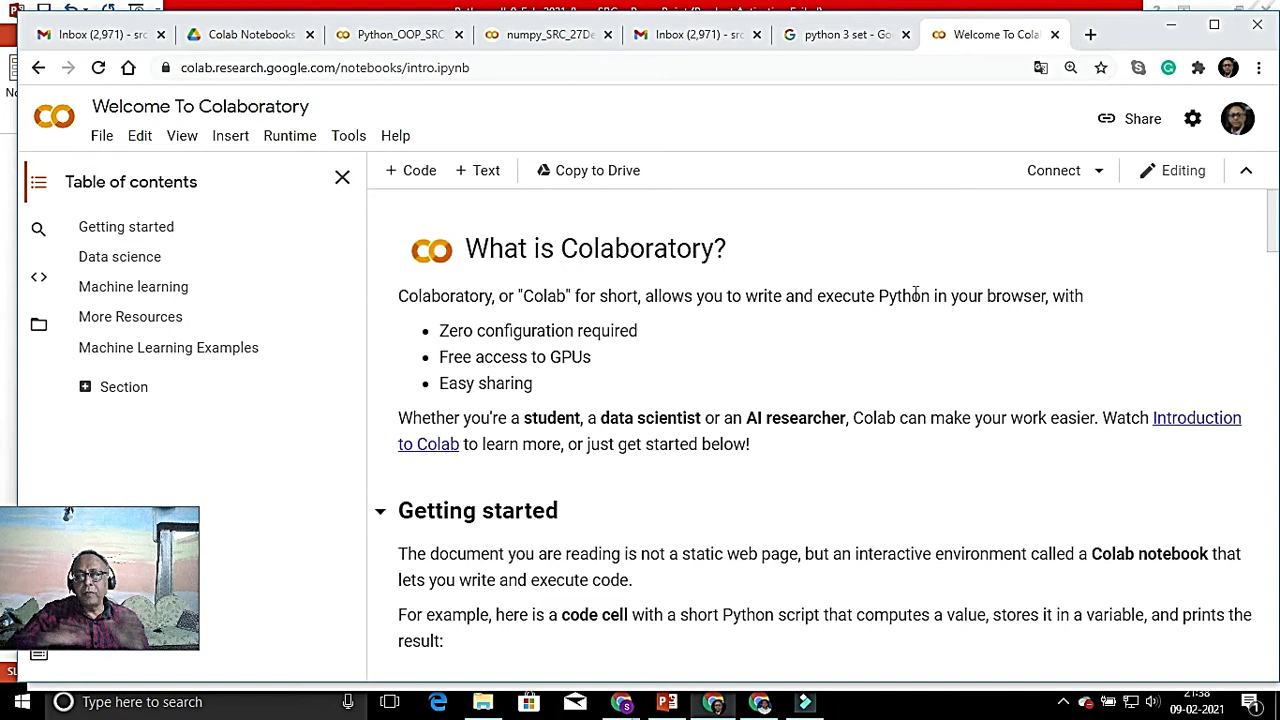 Inbox (2,971) - src
Colab Notebooks
Python_OOP_SRC
numpy_SRC_27De
Inbox (2,971) - src
python 3 set - Go
Welcome To Cola
colab.research.google.com/notebooks/intro.ipynb
Welcome To Colaboratory
File Edit View Insert Runtime Tools Help
Share
Table of contents
+ Code + Text Copy to Drive
Connect Editing
Getting started
Data science
Machine learning
More Resources
Machine Learning Examples
Section
What is Colaboratory?
Colaboratory, or "Colab" for short, allows you to write and execute Python in your browser, with
• Zero configuration required
• Free access to GPUs
• Easy sharing
Whether you're a student, a data scientist or an AI researcher, Colab can make your work easier. Watch Introduction
to Colab to learn more, or just get started below!
Getting started
The document you are reading is not a static web page, but an interactive environment called a Colab notebook that
lets you write and execute code.
For example, here is a code cell with a short Python script that computes a value, stores it in a variable, and prints the
result:
Type here to search
21:38
09-02-2021